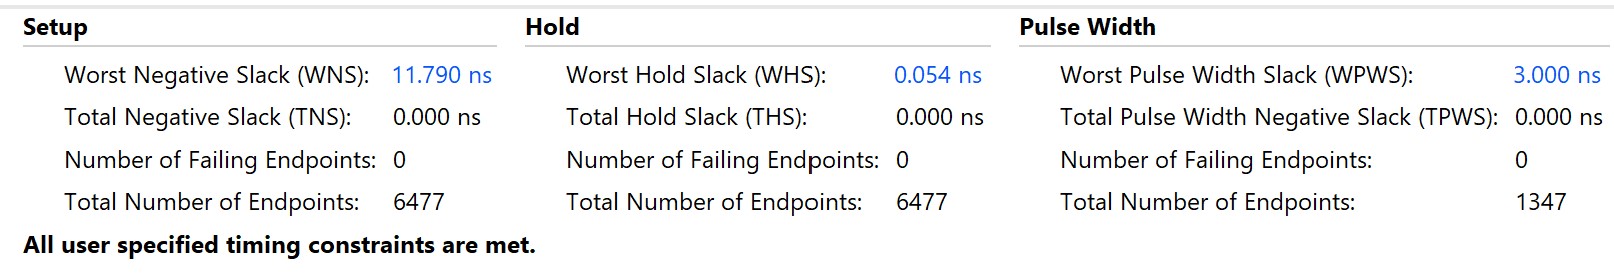 Setup Hold Pulse Width
Worst Negative Slack (WNS): 11.790 ns Worst Hold Slack (WHS): 0.054 ns Worst Pulse Width Slack (WPWS): 3.000 ns
Total Negative Slack (TNS): 0.000 ns Total Hold Slack (THS): 0.000 ns Total Pulse Width Negative Slack (TPWS): 0.000 ns
Number of Failing Endpoints: 0 Number of Failing Endpoints: 0 Number of Failing Endpoints: 0
Total Number of Endpoints: 6477 Total Number of Endpoints: 6477 Total Number of Endpoints: 1347
All user specified timing constraints are met.